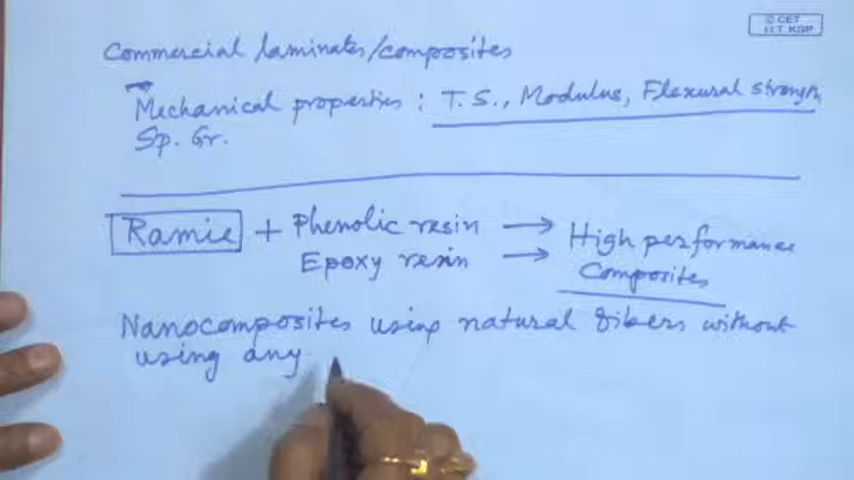 © CET
I.I.T. KGP
Commercial laminates/composites
Mechanical properties : T.S., Modulus, Flexural strength
Sp. Gr.
Ramie + Phenolic resin → High performance
Epoxy resin → Composites
Nanocomposites using natural fibers without
using any